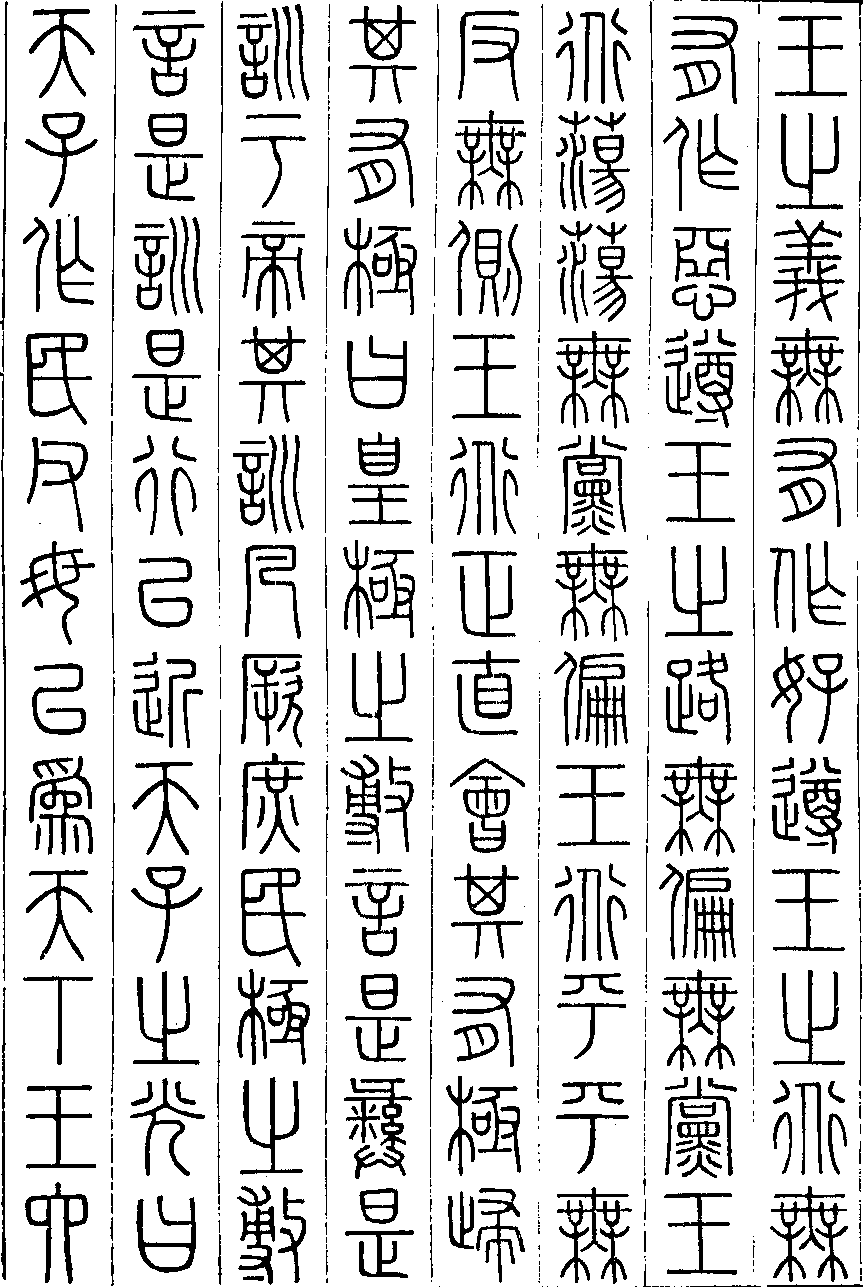 王之義無有作好遵王之道無
有作惡遵王之路無偏無黨王
道蕩蕩無黨無偏王道平平無
反無側王道正直會其有極歸
其有極曰皇極之敷言是彝是
訓于帝其訓凡厥庶民極之敷
言是訓是行以近天子之光曰
天子作民父母以為天下王六